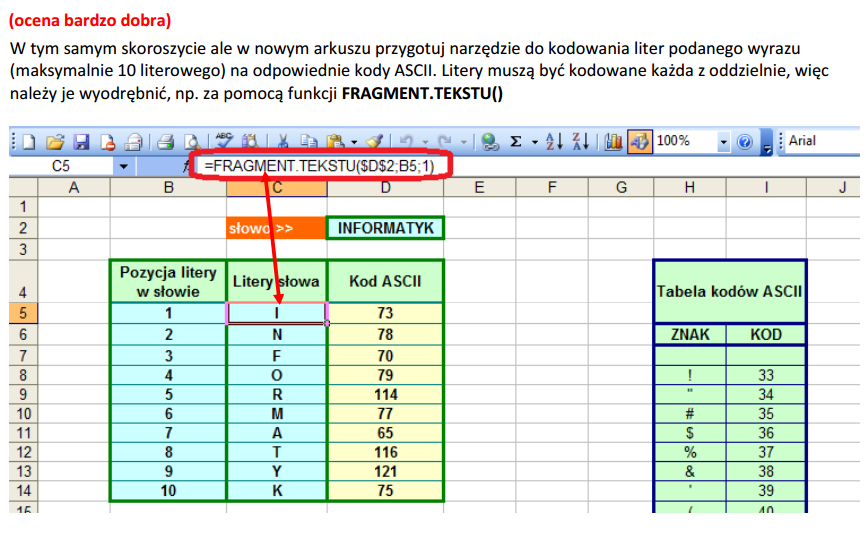 (ocena bardzo dobra)
W tym samym skoroszycie ale w nowym arkuszu przygotuj narzędzie do kodowania liter podanego wyrazu
(maksymalnie 10 literowego) na odpowiednie kody ASCII. Litery muszą być kodowane każda z oddzielnie, więc
należy je wyodrębnić, np. za pomocą funkcji FRAGMENT.TEKSTU()
100% Arial
C5 =FRAGMENT.TEKSTU($D$2;B5;1)
A B C D E F G H I J
1
2 słowo >> INFORMATYK
3
4 Pozycja litery w słowie Litery słowa Kod ASCII Tabela kodów ASCII
5 1 I 73
6 2 N 78 ZNAK KOD
7 3 F 70
8 4 O 79 ! 33
9 5 R 114 " 34
10 6 M 77 # 35
11 7 A 65 $ 36
12 8 T 116 % 37
13 9 Y 121 & 38
14 10 K 75 ' 39
15 ( 40